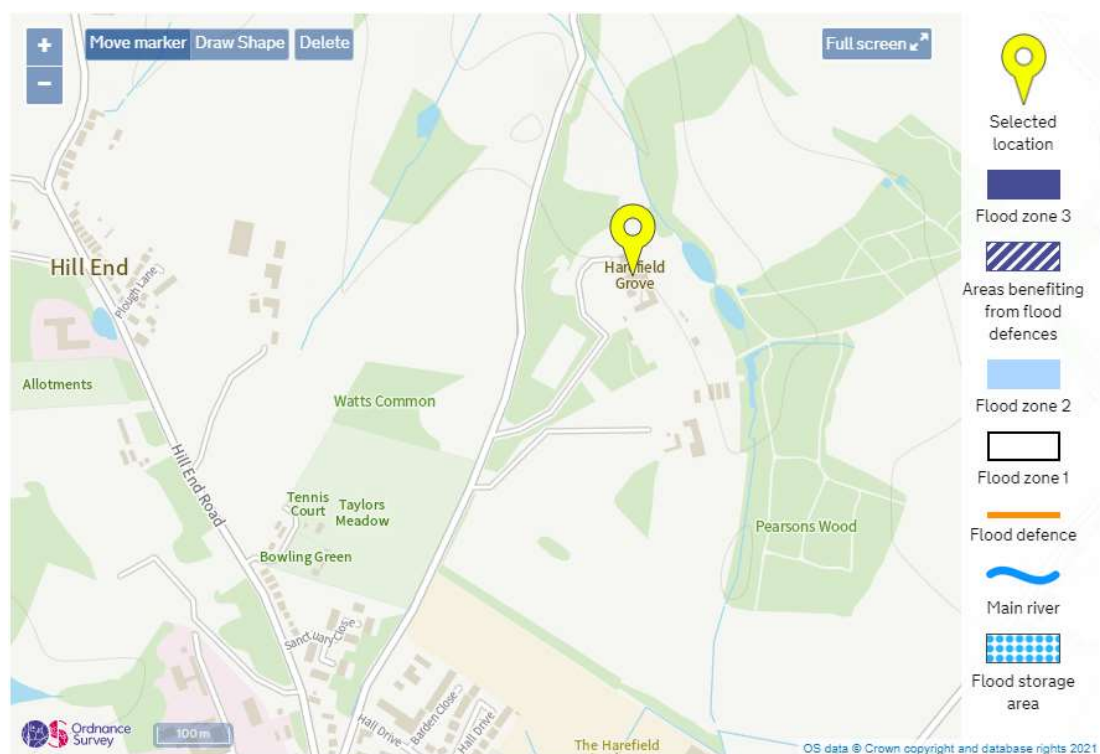 +
−
Move marker
Draw Shape
Delete
Full screen
Hill End
Plough Lane
Allotments
Harefield
Grove
Watts Common
Hill End Road
Tennis
Court
Taylors
Meadow
Bowling Green
Pearsons Wood
Sanctuary Close
Hall Drive
Barden Close
Hall Drive
The Harefield
Ordnance
Survey
100 m
Selected
location
Flood zone 3
Areas benefiting
from flood
defences
Flood zone 2
Flood zone 1
Flood defence
Main river
Flood storage
area
OS data © Crown copyright and database rights 2021